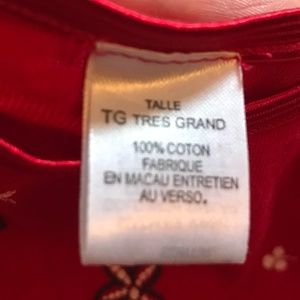 TALLE
TG TRES GRAND
100% COTON
FABRIQUE
EN MACAU ENTRETIEN
AU VERSO.